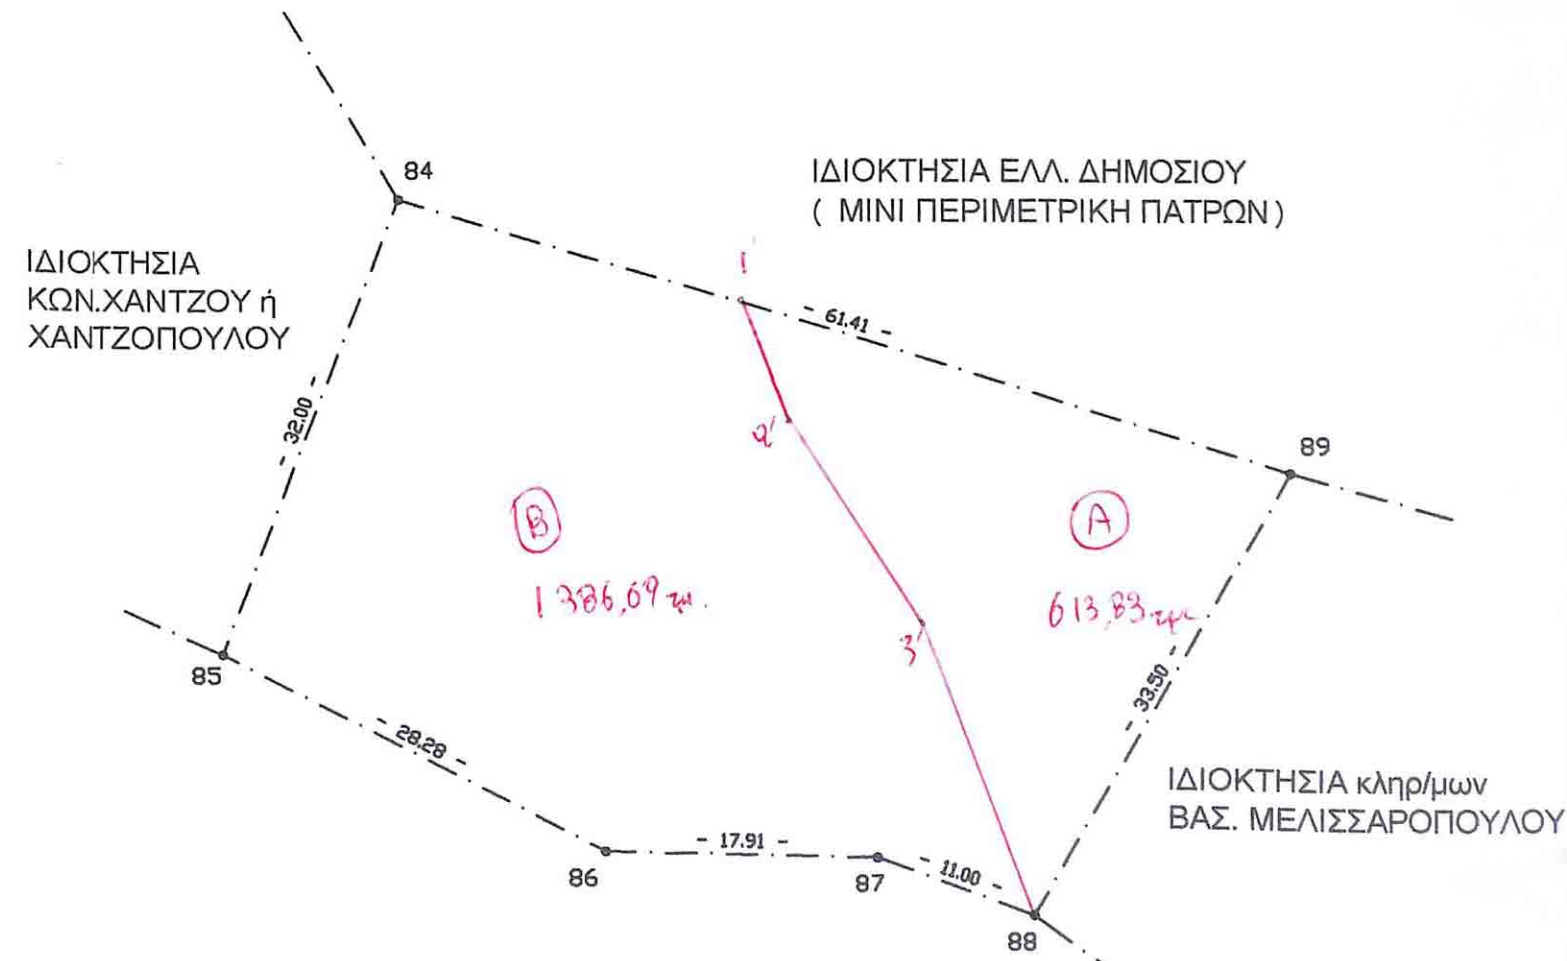 84
ΙΔΙΟΚΤΗΣΙΑ ΕΛΛ. ΔΗΜΟΣΙΟΥ
( ΜΙΝΙ ΠΕΡΙΜΕΤΡΙΚΗ ΠΑΤΡΩΝ )
ΙΔΙΟΚΤΗΣΙΑ
ΚΩΝ.ΧΑΝΤΖΟΥ ή
ΧΑΝΤΖΟΠΟΥΛΟΥ
1
- 61.41 -
- 32.00 -
2'
89
B
A
1386,69 τμ.
613,83 τμ.
3'
85
- 33.50 -
- 28.28 -
ΙΔΙΟΚΤΗΣΙΑ κληρ/μων
ΒΑΣ. ΜΕΛΙΣΣΑΡΟΠΟΥΛΟΥ
- 17.91 -
- 11.00 -
86
87
88